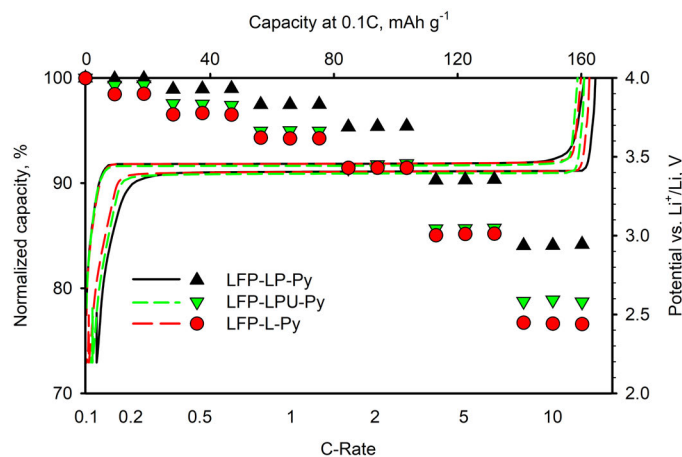 Capacity at 0.1C, mAh g⁻¹
0 40 80 120 160
100 4.0
90 3.5
80 3.0
70 2.5
2.0
Normalized capacity, %
Potential vs. Li⁺/Li. V
LFP-LP-Py
LFP-LPU-Py
LFP-L-Py
0.1 0.2 0.5 1 2 5 10
C-Rate